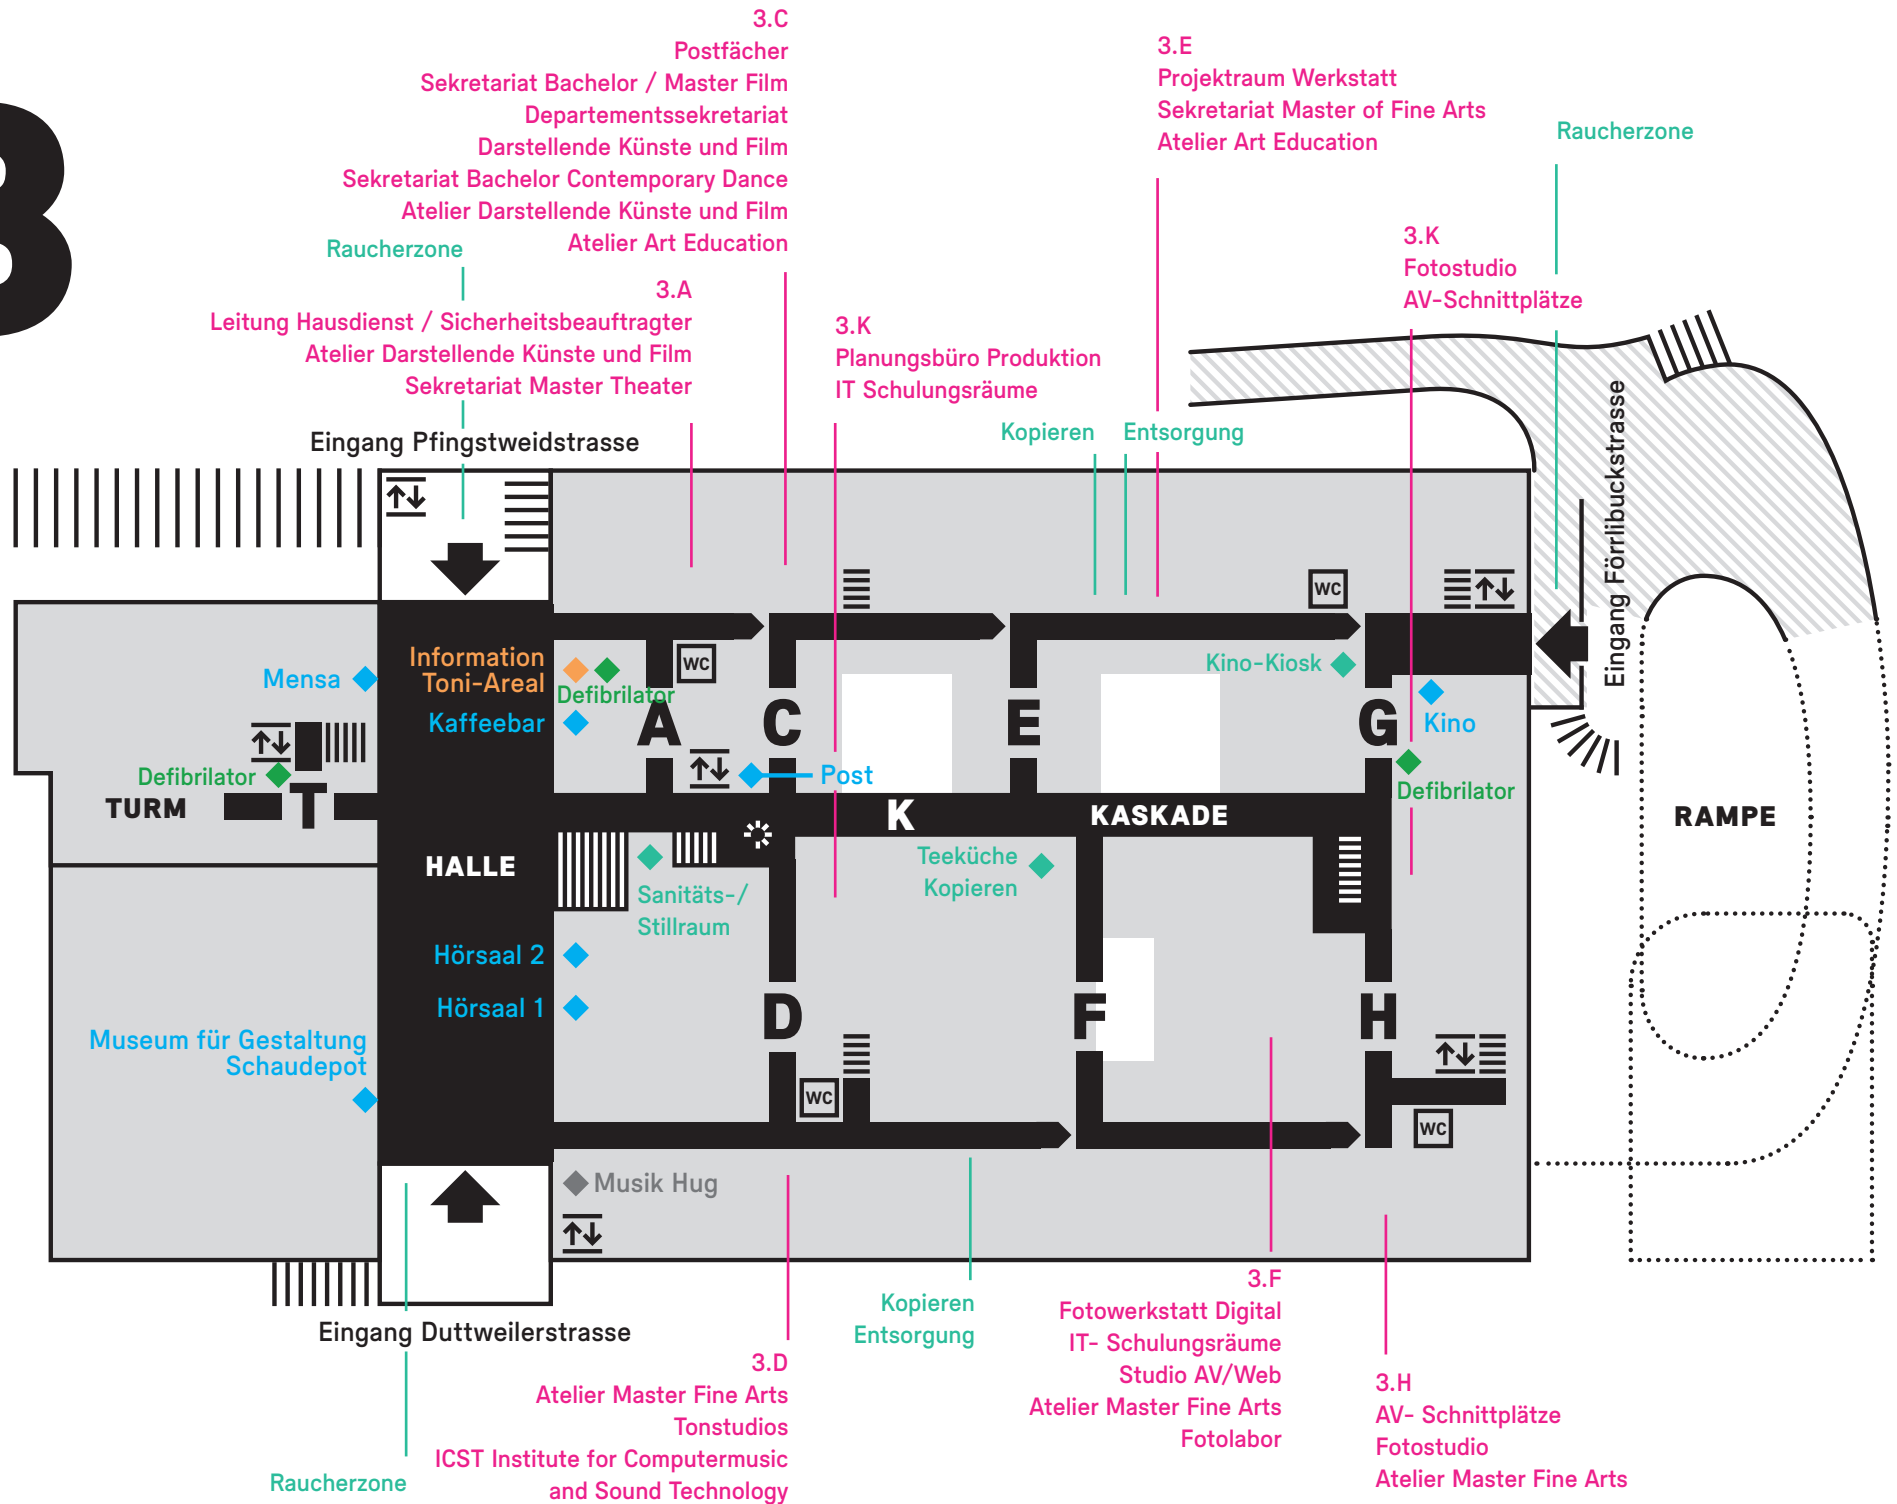 3
3.C
Postfächer
Sekretariat Bachelor / Master Film
Departementssekretariat
Darstellende Künste und Film
Sekretariat Bachelor Contemporary Dance
Atelier Darstellende Künste und Film
Atelier Art Education
3.E
Projektraum Werkstatt
Sekretariat Master of Fine Arts
Atelier Art Education
Raucherzone
3.K
Fotostudio
AV-Schnittplätze
Raucherzone
3.A
Leitung Hausdienst / Sicherheitsbeauftragter
Atelier Darstellende Künste und Film
Sekretariat Master Theater
3.K
Planungsbüro Produktion
IT Schulungsräume
Kopieren
Entsorgung
Eingang Pfingstweidstrasse
Eingang Förrlibuckstrasse
WC
Mensa
Information
Toni-Areal
Defibrilator
WC
Kino-Kiosk
Kaffeebar
A
C
E
G
Kino
Defibrilator
Post
Defibrilator
TURM
T
K
KASKADE
RAMPE
HALLE
Sanitäts-/
Stillraum
Teeküche
Kopieren
Hörsaal 2
Hörsaal 1
D
F
H
Museum für Gestaltung
Schaudepot
WC
WC
Musik Hug
Eingang Duttweilerstrasse
Raucherzone
Kopieren
Entsorgung
3.D
Atelier Master Fine Arts
Tonstudios
ICST Institute for Computermusic
and Sound Technology
3.F
Fotowerkstatt Digital
IT- Schulungsräume
Studio AV/Web
Atelier Master Fine Arts
Fotolabor
3.H
AV- Schnittplätze
Fotostudio
Atelier Master Fine Arts